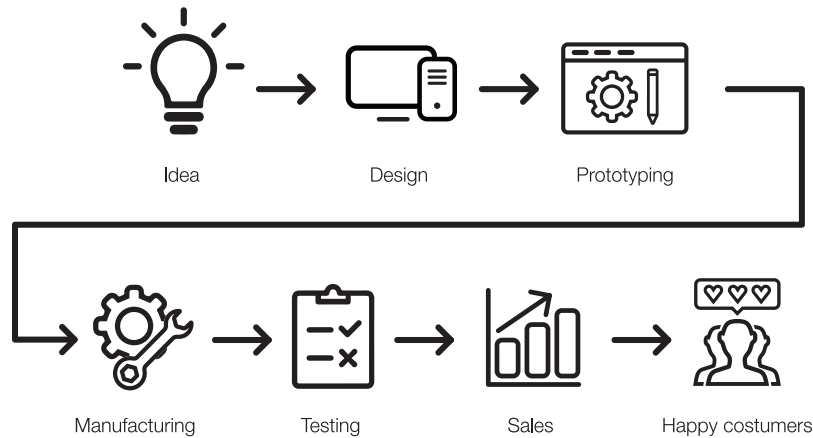 Idea
Design
Prototyping
Manufacturing
Testing
Sales
Happy costumers